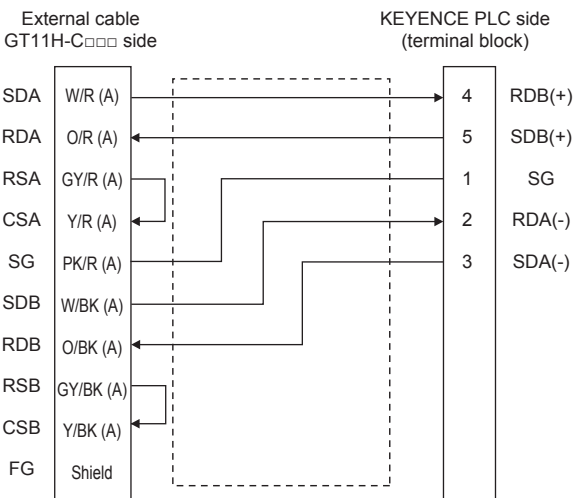 External cable
GT11H-C□□□ side
KEYENCE PLC side
(terminal block)
SDA W/R (A) 4 RDB(+)
RDA O/R (A) 5 SDB(+)
RSA GY/R (A) 1 SG
CSA Y/R (A) 2 RDA(-)
SG PK/R (A) 3 SDA(-)
SDB W/BK (A)
RDB O/BK (A)
RSB GY/BK (A)
CSB Y/BK (A)
FG Shield